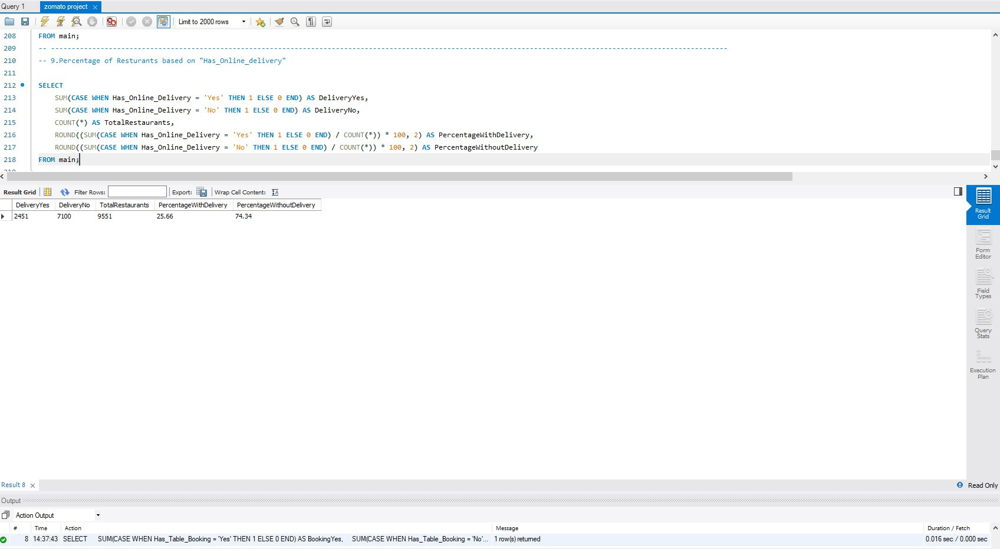 Query 1
zomato project
Limit to 2000 rows
208 FROM main;
209 -- --------------------------------------------------------------------------------------------------------------------------------------------------------------------
210 -- 9.Percentage of Resturants based on "Has_Online_delivery"
211
212 SELECT
213 SUM(CASE WHEN Has_Online_Delivery = 'Yes' THEN 1 ELSE 0 END) AS DeliveryYes,
214 SUM(CASE WHEN Has_Online_Delivery = 'No' THEN 1 ELSE 0 END) AS DeliveryNo,
215 COUNT(*) AS TotalRestaurants,
216 ROUND((SUM(CASE WHEN Has_Online_Delivery = 'Yes' THEN 1 ELSE 0 END) / COUNT(*)) * 100, 2) AS PercentageWithDelivery,
217 ROUND((SUM(CASE WHEN Has_Online_Delivery = 'No' THEN 1 ELSE 0 END) / COUNT(*)) * 100, 2) AS PercentageWithoutDelivery
218 FROM main;
Result Grid Filter Rows: Export: Wrap Cell Content:
DeliveryYes DeliveryNo TotalRestaurants PercentageWithDelivery PercentageWithoutDelivery
2451 7100 9551 25.66 74.34
Result
Grid
Form
Editor
Field
Types
Query
Stats
Execution
Plan
Result 8 Read Only
Output
Action Output
# Time Action Message Duration / Fetch
8 14:37:43 SELECT SUM(CASE WHEN Has_Table_Booking = 'Yes' THEN 1 ELSE 0 END) AS BookingYes, SUM(CASE WHEN Has_Table_Booking = 'No'... 1 row(s) returned 0.016 sec / 0.000 sec